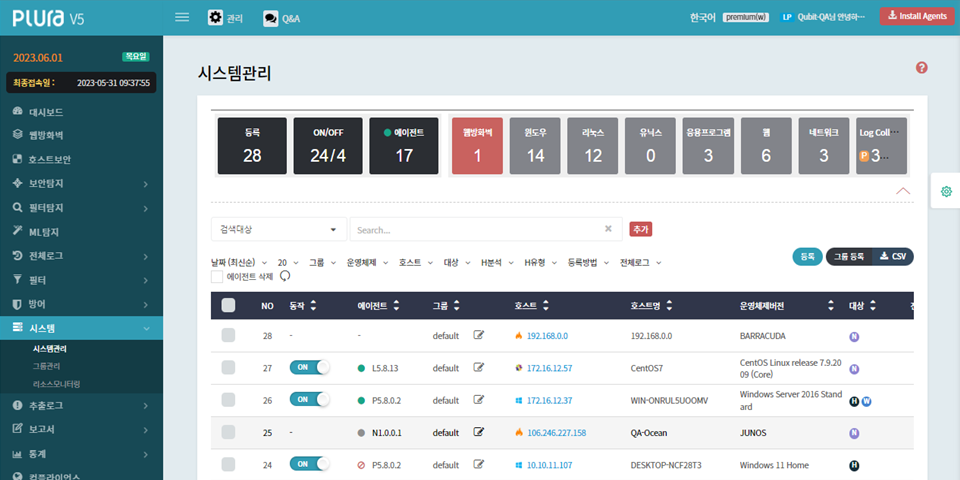 PLURA V5
관리
Q&A
한국어
premium(w)
LP Qubit-QA님 안녕하…
Install Agents
2023.06.01
목요일
최종접속일 : 2023-05-31 09:37:55
대시보드
웹방화벽
호스트보안
보안탐지
필터탐지
ML탐지
전체로그
필터
방어
시스템
시스템관리
그룹관리
리소스모니터링
추출로그
보고서
통계
컴플라이언스
시스템관리
등록 ON/OFF 에이전트 웹방화벽 윈도우 리눅스 유닉스 응용프로그램 웹 네트워크 Log Coll…
28 24/4 17 1 14 12 0 3 6 3 P 3...
검색대상 Search... 추가
날짜 (최신순) 20 그룹 운영체제 호스트 대상 H분석 H유형 등록방법 전체로그
등록 그룹 등록 CSV
에이전트 삭제
NO 동작 에이전트 그룹 호스트 호스트명 운영체제버전 대상
28 - - default 192.168.0.0 192.168.0.0 BARRACUDA N
27 ON L5.8.13 default 172.16.12.57 CentOS7 CentOS Linux release 7.9.20
09 (Core) N
26 ON P5.8.0.2 default 172.16.12.37 WIN-ONRUL5UOOMV Windows Server 2016 Stand
ard H W
25 - N1.0.0.1 default 106.246.227.158 QA-Ocean JUNOS N
24 ON P5.8.0.2 default 10.10.11.107 DESKTOP-NCF28T3 Windows 11 Home H